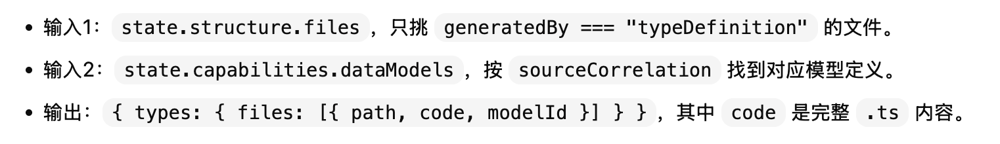 • 输入1： state.structure.files ，只挑 generatedBy === "typeDefinition" 的文件。
• 输入2： state.capabilities.dataModels ，按 sourceCorrelation 找到对应模型定义。
• 输出： { types: { files: [{ path, code, modelId }] } } ，其中 code 是完整 .ts 内容。